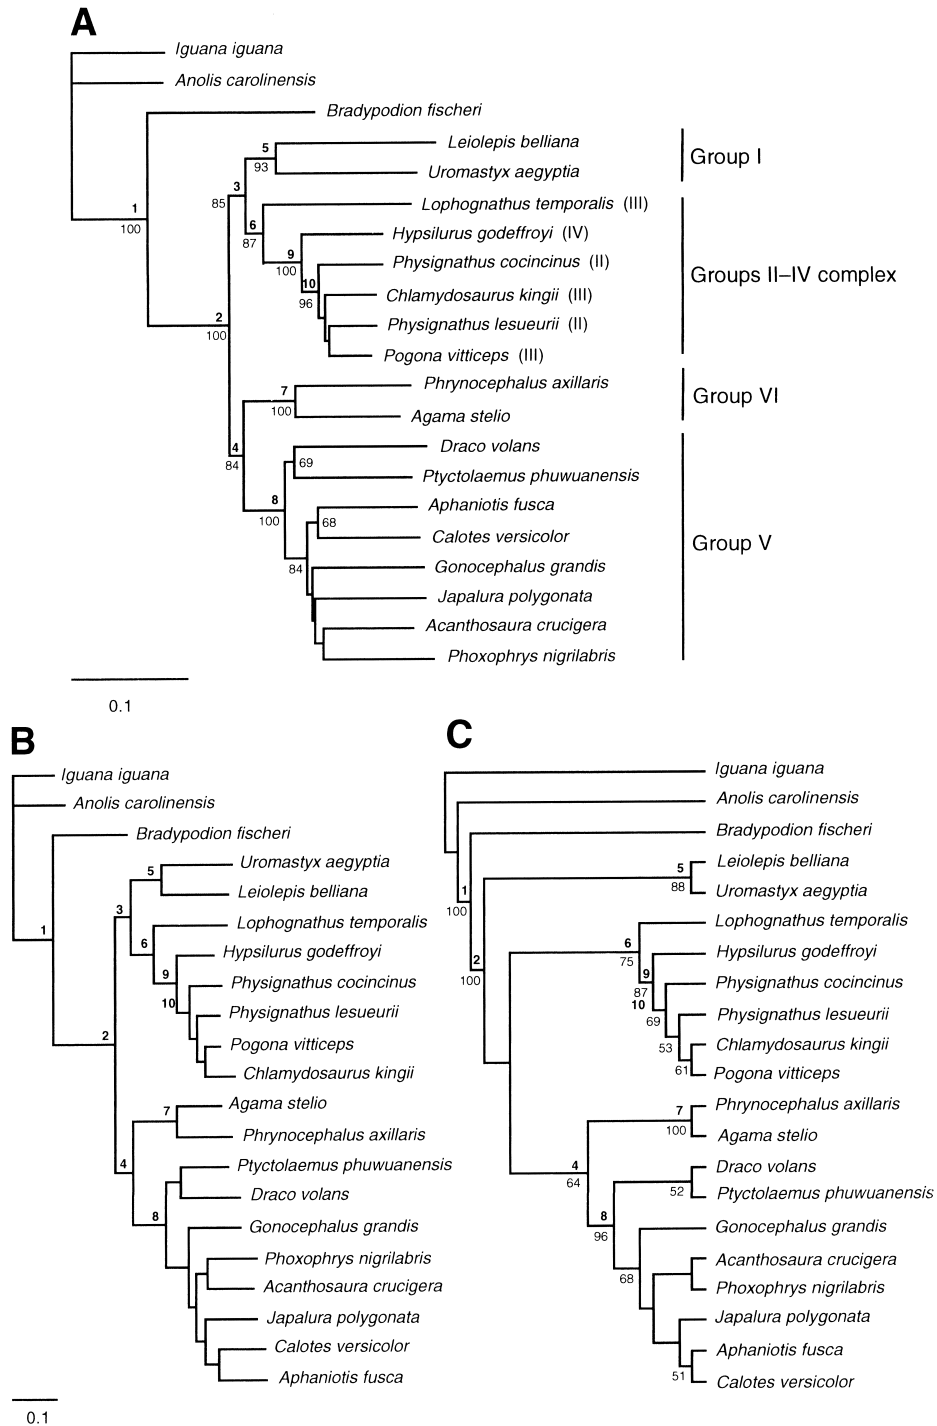 A
Iguana iguana
Anolis carolinensis
Bradypodion fischeri
5
Leiolepis belliana
93
Uromastyx aegyptia
Group I
3
85
Lophognathus temporalis (III)
1
100
6
87
Hypsilurus godeffroyi (IV)
9
100
Physignathus cocincinus (II)
Groups II–IV complex
10
96
Chlamydosaurus kingii (III)
2
100
Physignathus lesueurii (II)
Pogona vitticeps (III)
Phrynocephalus axillaris
7
100
Group VI
Agama stelio
4
84
Draco volans
69
Ptyctolaemus phuwuanensis
8
100
Aphaniotis fusca
68
Calotes versicolor
Group V
84
Gonocephalus grandis
Japalura polygonata
Acanthosaura crucigera
Phoxophrys nigrilabris
0.1
B
Iguana iguana
Anolis carolinensis
Bradypodion fischeri
5
Uromastyx aegyptia
Leiolepis belliana
3
1
6
Lophognathus temporalis
Hypsilurus godeffroyi
9
Physignathus cocincinus
10
Physignathus lesueurii
2
Pogona vitticeps
Chlamydosaurus kingii
7
Agama stelio
Phrynocephalus axillaris
4
Ptyctolaemus phuwuanensis
Draco volans
8
Gonocephalus grandis
Phoxophrys nigrilabris
Acanthosaura crucigera
Japalura polygonata
Calotes versicolor
Aphaniotis fusca
0.1
C
Iguana iguana
Anolis carolinensis
Bradypodion fischeri
5
88
Leiolepis belliana
Uromastyx aegyptia
1
100
Lophognathus temporalis
6
75
Hypsilurus godeffroyi
2
100
9
87
Physignathus cocincinus
10
69
Physignathus lesueurii
53
Chlamydosaurus kingii
61
Pogona vitticeps
7
100
Phrynocephalus axillaris
Agama stelio
4
64
Draco volans
52
Ptyctolaemus phuwuanensis
8
96
Gonocephalus grandis
68
Acanthosaura crucigera
Phoxophrys nigrilabris
Japalura polygonata
Aphaniotis fusca
51
Calotes versicolor